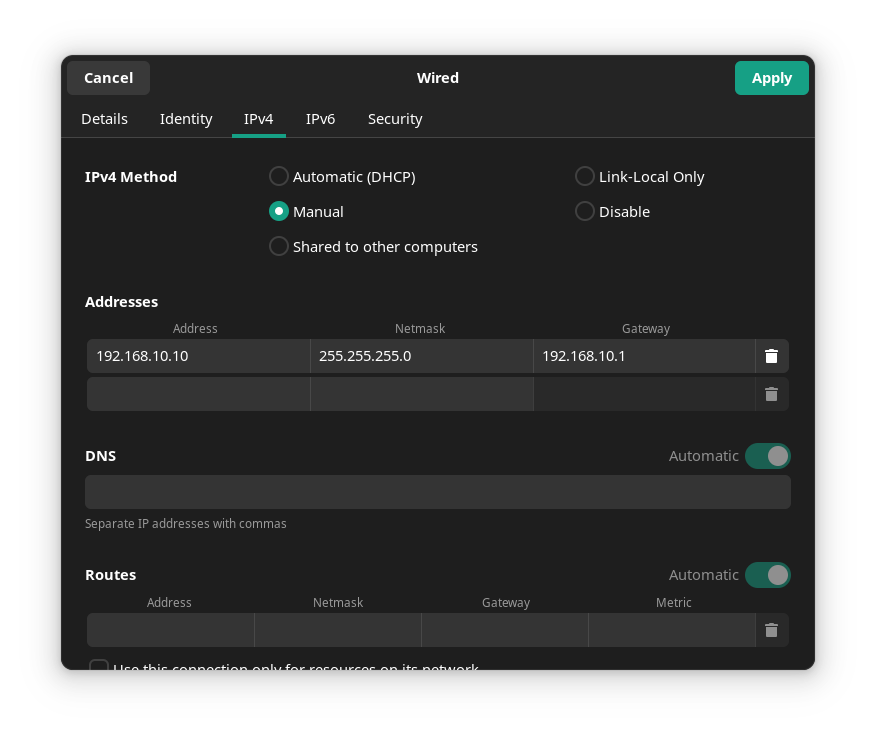 Cancel Wired Apply
Details Identity IPv4 IPv6 Security
IPv4 Method Automatic (DHCP) Link-Local Only
Manual Disable
Shared to other computers
Addresses
Address Netmask Gateway
192.168.10.10 255.255.255.0 192.168.10.1
DNS Automatic
Separate IP addresses with commas
Routes Automatic
Address Netmask Gateway Metric
Use this connection only for resources on its network